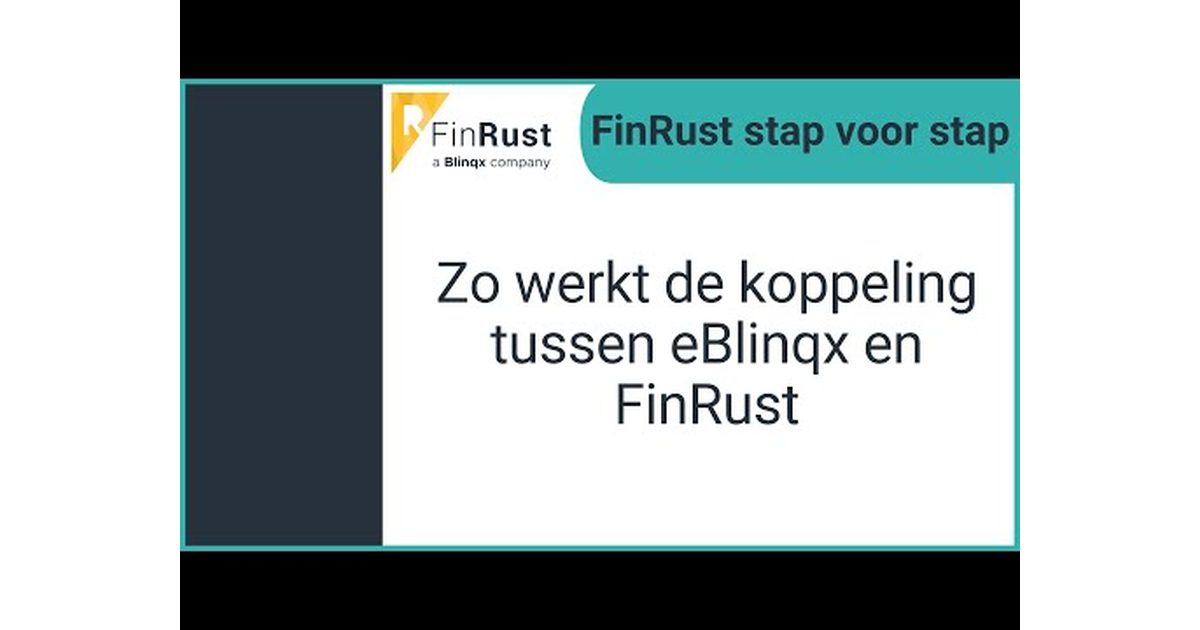 FinRust
a Blinqx company
FinRust stap voor stap
Zo werkt de koppeling
tussen eBlinqx en
FinRust